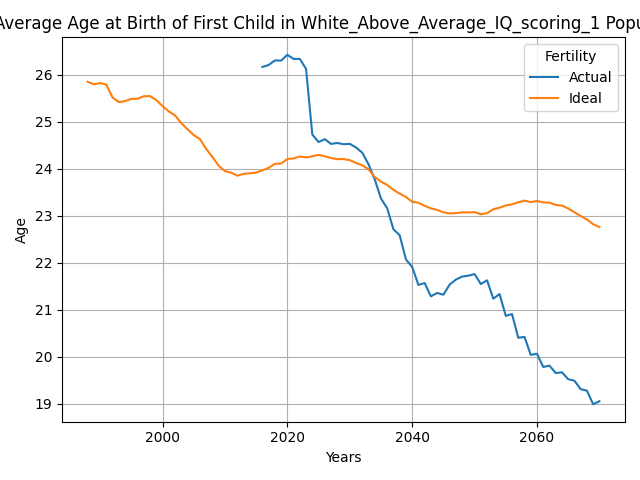 Average Age at Birth of First Child in White_Above_Average_IQ_scoring_1 Popu
Fertility
Actual
Ideal
26
25
24
23
22
21
20
19
Age
2000
2020
2040
2060
Years